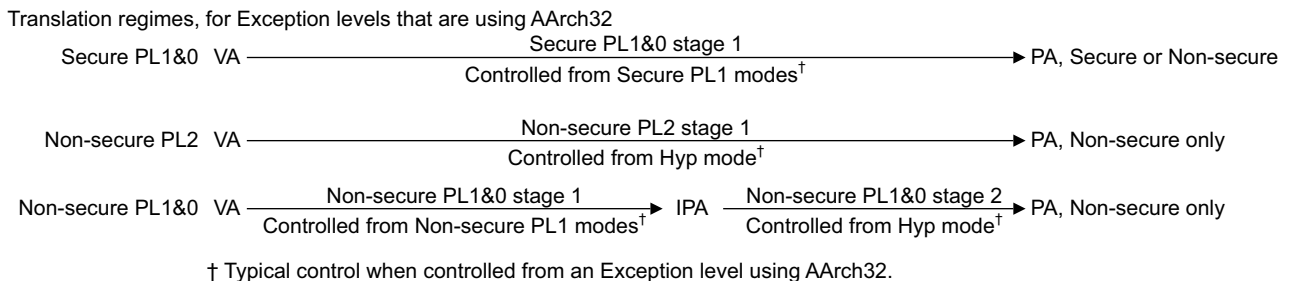 Translation regimes, for Exception levels that are using AArch32
Secure PL1&0 stage 1
Secure PL1&0 VA PA, Secure or Non-secure
Controlled from Secure PL1 modes†
Non-secure PL2 stage 1
Non-secure PL2 VA PA, Non-secure only
Controlled from Hyp mode†
Non-secure PL1&0 stage 1 Non-secure PL1&0 stage 2
Non-secure PL1&0 VA IPA PA, Non-secure only
Controlled from Non-secure PL1 modes† Controlled from Hyp mode†
† Typical control when controlled from an Exception level using AArch32.